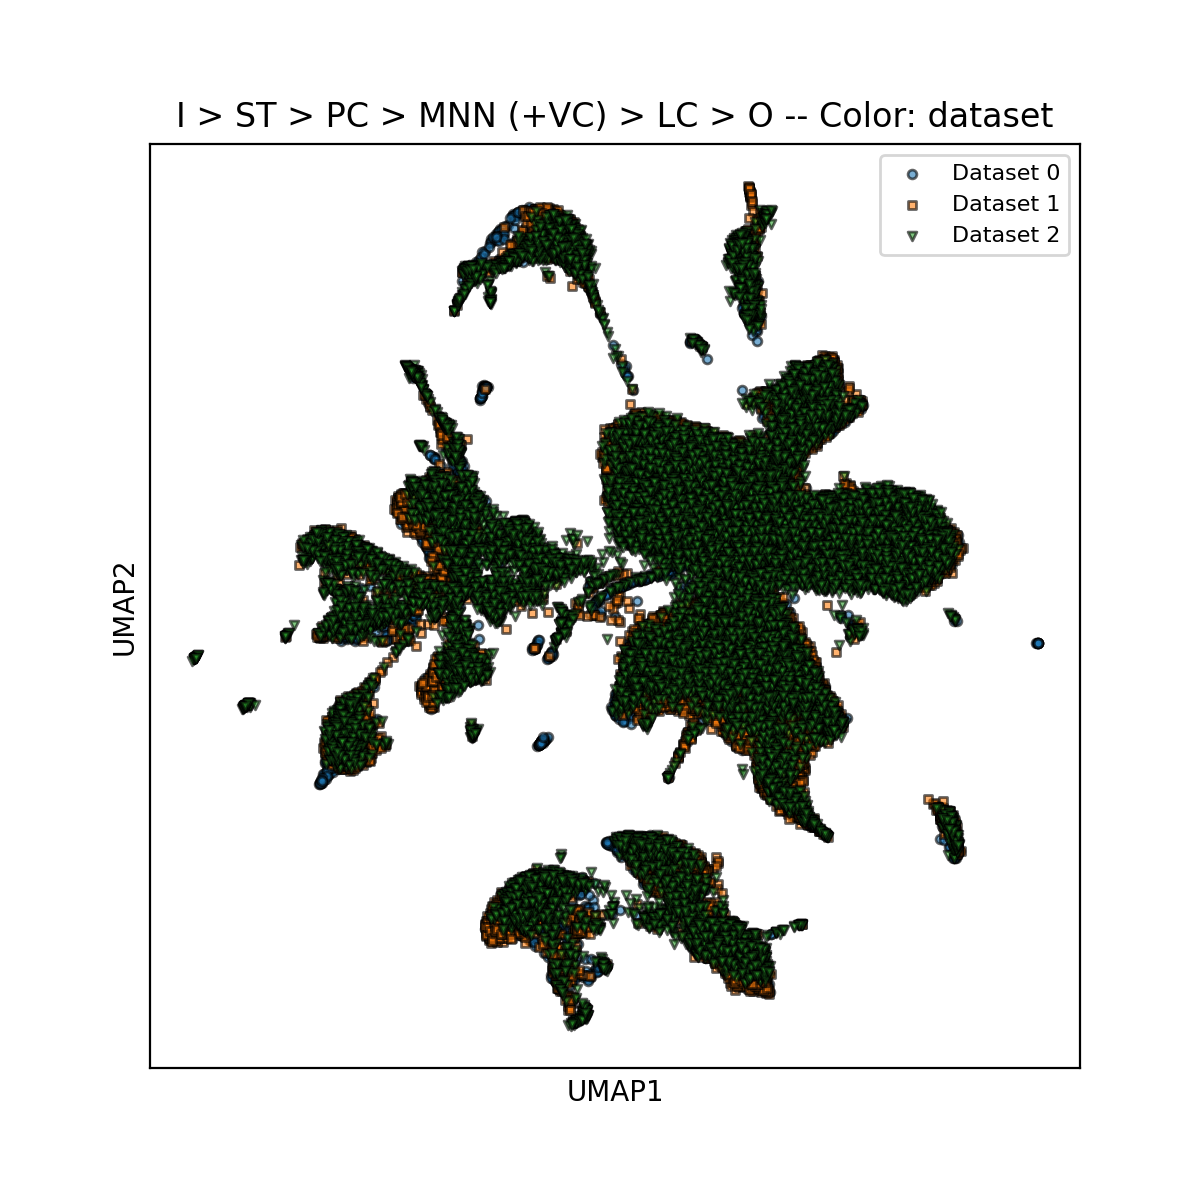 I > ST > PC > MNN (+VC) > LC > O -- Color: dataset
Dataset 0
Dataset 1
Dataset 2
UMAP2
UMAP1